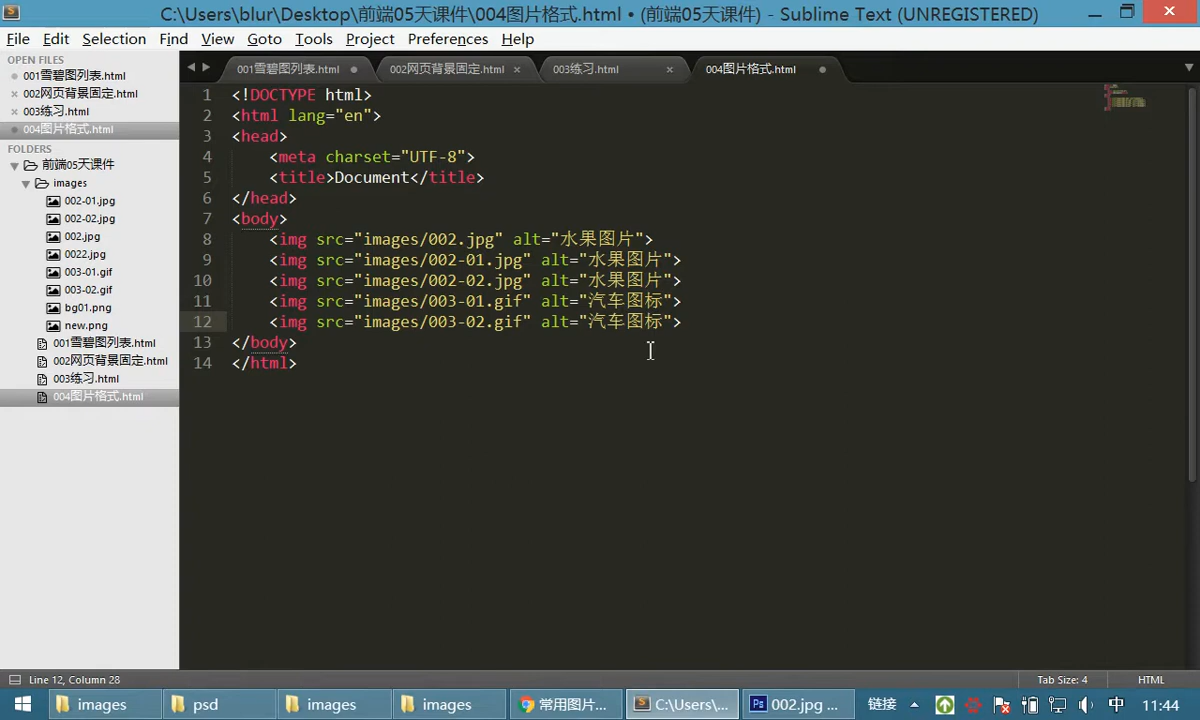 C:\Users\blur\Desktop\前端05天课件\004图片格式.html • (前端05天课件) - Sublime Text (UNREGISTERED)
File Edit Selection Find View Goto Tools Project Preferences Help
OPEN FILES
001雪碧图列表.html
002网页背景固定.html
003练习.html
004图片格式.html
FOLDERS
前端05天课件
images
002-01.jpg
002-02.jpg
002.jpg
0022.jpg
003-01.gif
003-02.gif
bg01.png
new.png
001雪碧图列表.html
002网页背景固定.html
003练习.html
004图片格式.html
001雪碧图列表.html 002网页背景固定.html 003练习.html 004图片格式.html
1 <!DOCTYPE html>
2 <html lang="en">
3 <head>
4 <meta charset="UTF-8">
5 <title>Document</title>
6 </head>
7 <body>
8 <img src="images/002.jpg" alt="水果图片">
9 <img src="images/002-01.jpg" alt="水果图片">
10 <img src="images/002-02.jpg" alt="水果图片">
11 <img src="images/003-01.gif" alt="汽车图标">
12 <img src="images/003-02.gif" alt="汽车图标">
13 </body>
14 </html>
Line 12, Column 28 Tab Size: 4 HTML
images psd images images 常用图片... C:\Users\... 002.jpg ... 链接 中 11:44